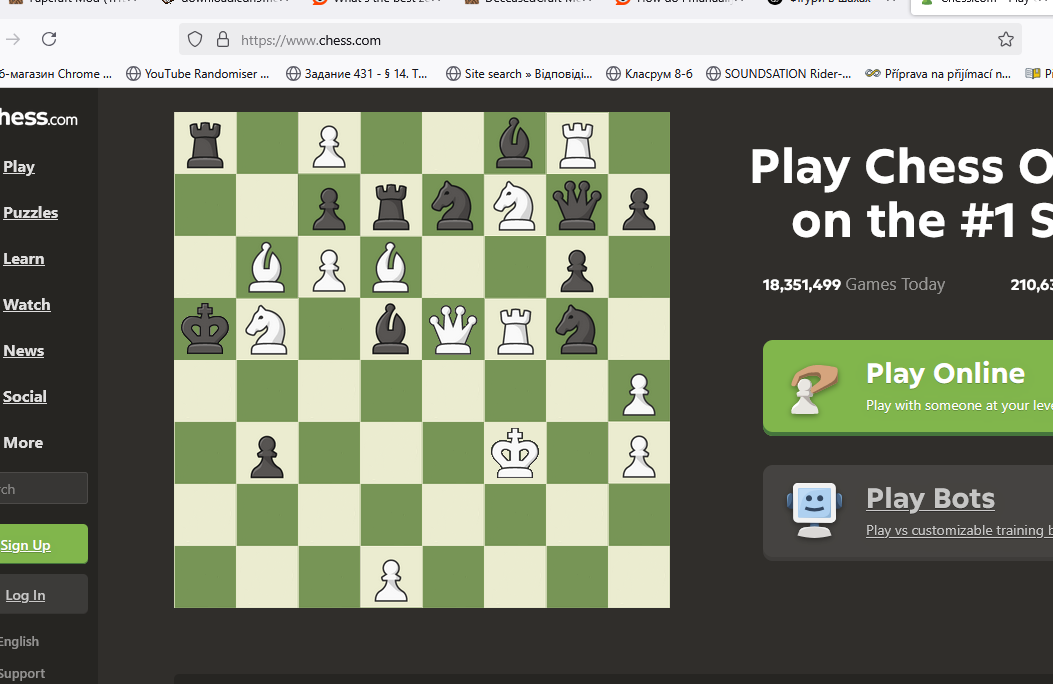 https://www.chess.com
YouTube Randomiser ...
Задание 431 - § 14. Т...
Site search » Відповіді...
Класрум 8-б
SOUNDSATION Rider-...
Příprava na přijímací n...
б-магазин Chrome ...
hess.com
Play
Puzzles
Learn
Watch
News
Social
More
Sign Up
Log In
English
Support
Play Chess O
on the #1 S
18,351,499 Games Today
210,63
Play Online
Play with someone at your leve
Play Bots
Play vs customizable training b